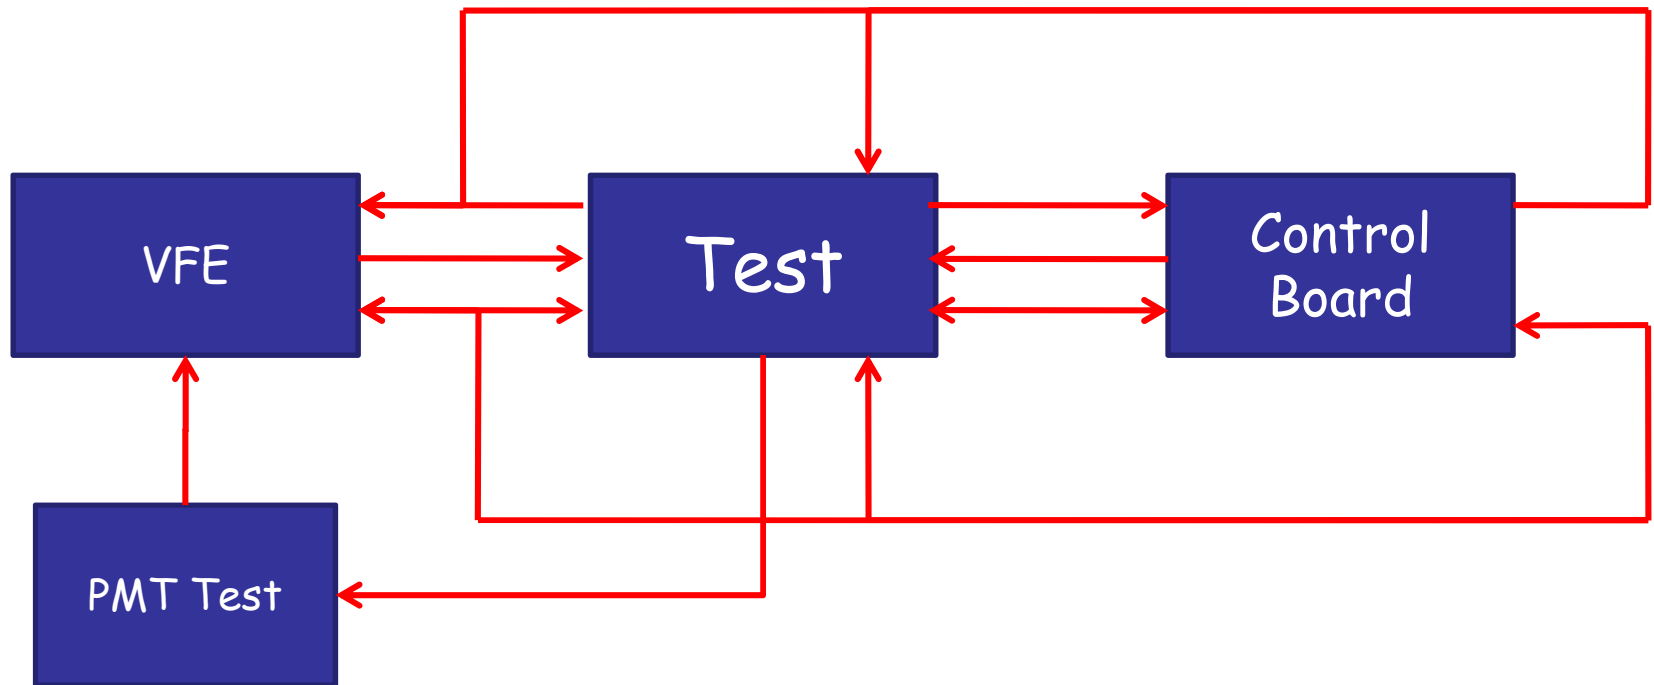 VFE
Test
Control
Board
PMT Test